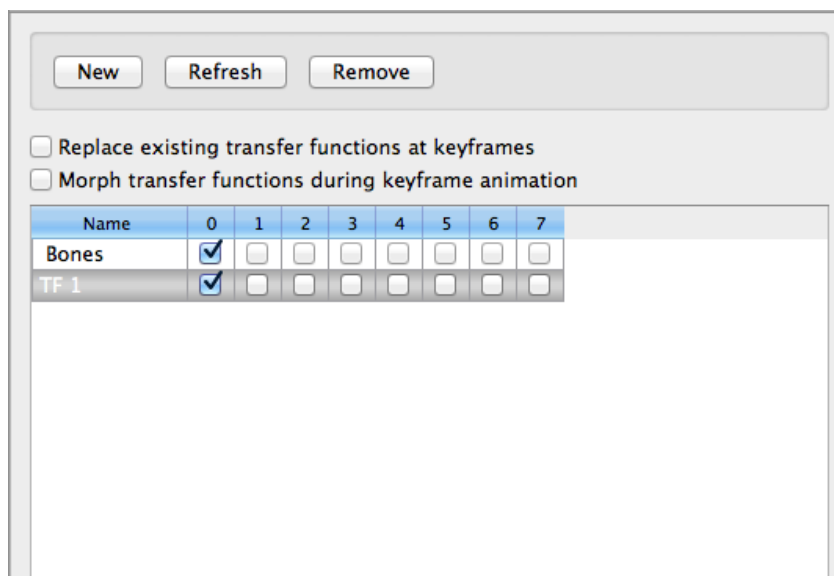 New Refresh Remove
Replace existing transfer functions at keyframes
Morph transfer functions during keyframe animation
Name 0 1 2 3 4 5 6 7
Bones
TF 1